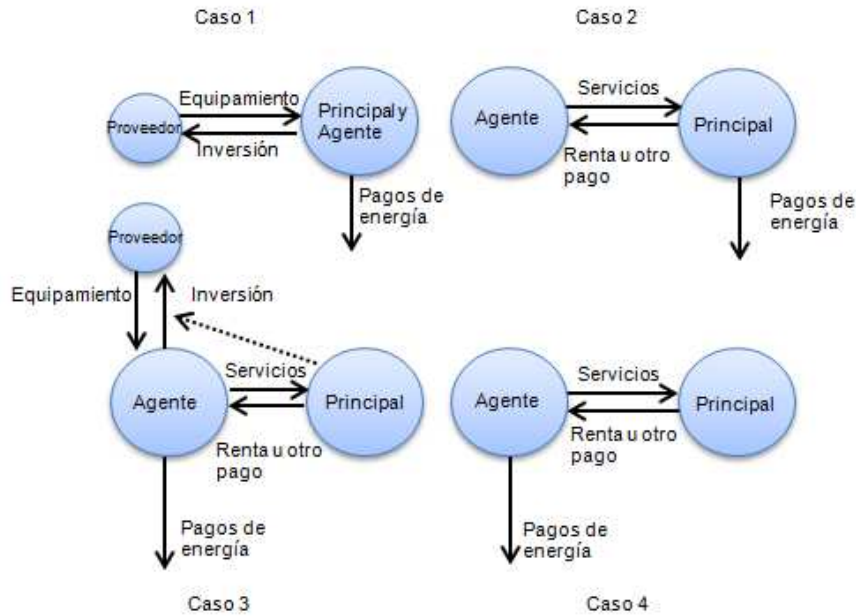 Caso 1
Proveedor
Equipamiento
Inversión
Principal y
Agente
Pagos de
energía
Caso 2
Agente
Servicios
Renta u otro
pago
Principal
Pagos de
energía
Proveedor
Equipamiento
Inversión
Agente
Servicios
Renta u otro
pago
Principal
Pagos de
energía
Caso 3
Agente
Servicios
Renta u otro
pago
Principal
Pagos de
energía
Caso 4